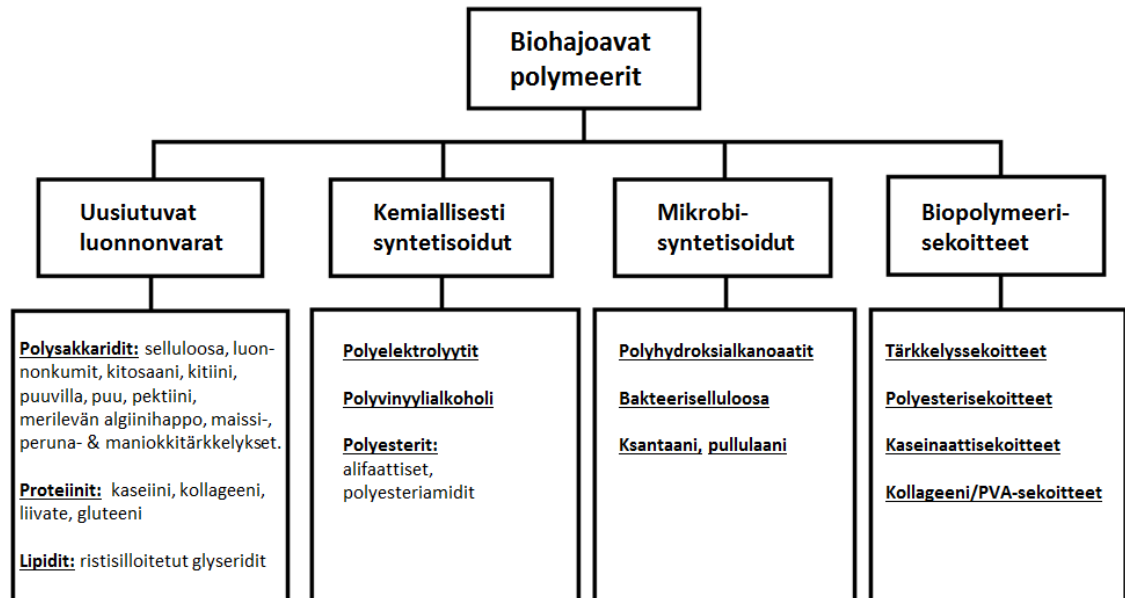 Biohajoavat
polymeerit
Uusiutuvat
luonnonvarat
Kemiallisesti
syntetisoidut
Mikrobi-
syntetisoidut
Biopolymeeri-
sekoitteet
Polysakkaridit: selluloosa, luon-
nonkumit, kitosaani, kitiini,
puuvilla, puu, pektiini,
merilevän algiinihappo, maissi-,
peruna- & maniokkitärkkelykset.
Proteiinit: kaseiini, kollageeni,
liivate, gluteeni
Lipidit: ristisilloitetut glyseridit
Polyelektrolyytit
Polyvinyylialkoholi
Polyesterit:
alifaattiset,
polyesteriamidit
Polyhydroksialkanoaatit
Bakteeriselluloosa
Ksantaani, pullulaani
Tärkkelyssekoitteet
Polyesterisekoitteet
Kaseinaattisekoitteet
Kollageeni/PVA-sekoitteet